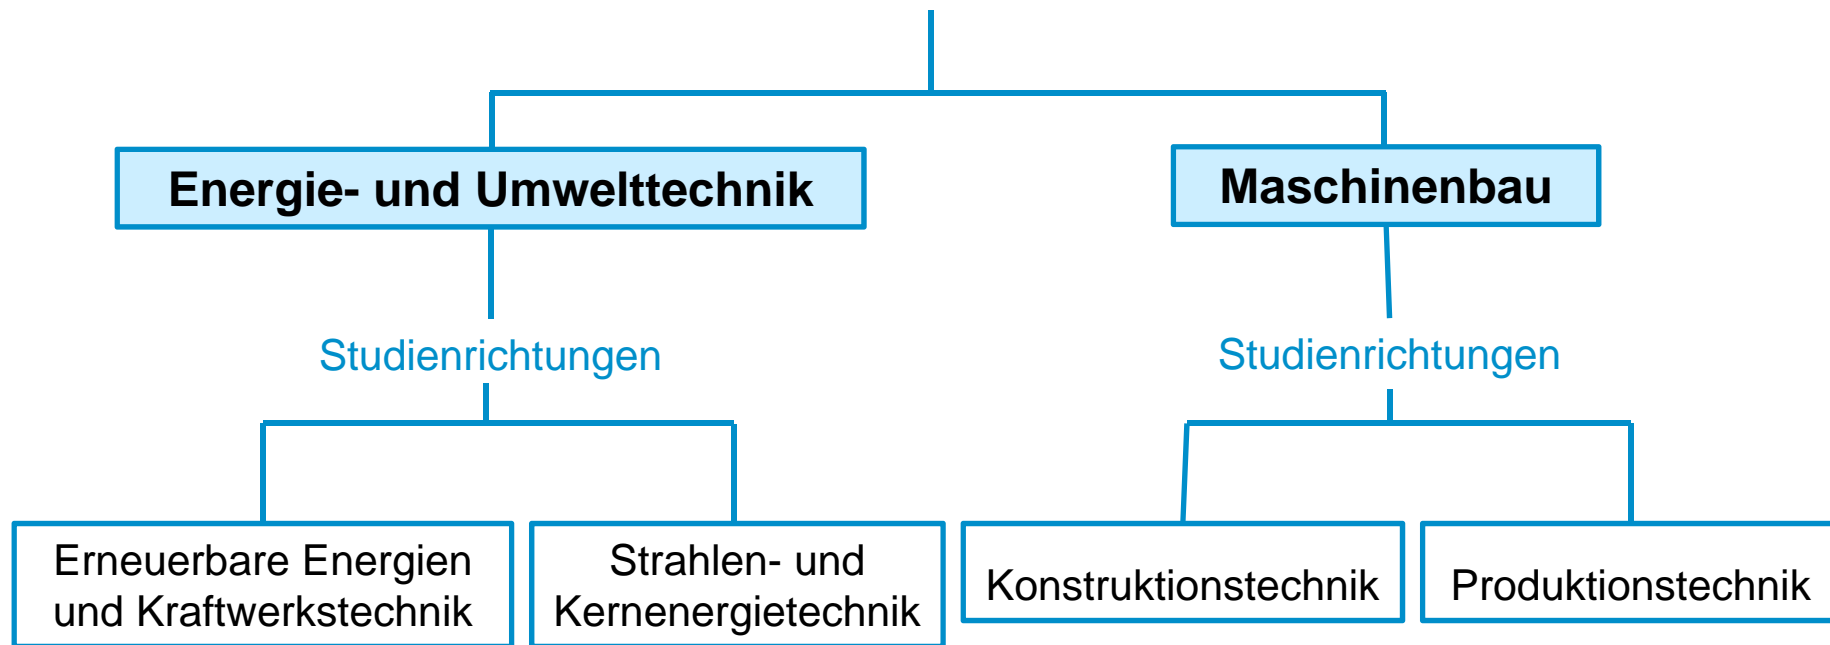 Energie- und Umwelttechnik
Maschinenbau
Studienrichtungen
Studienrichtungen
Erneuerbare Energien
und Kraftwerkstechnik
Strahlen- und
Kernenergietechnik
Konstruktionstechnik
Produktionstechnik